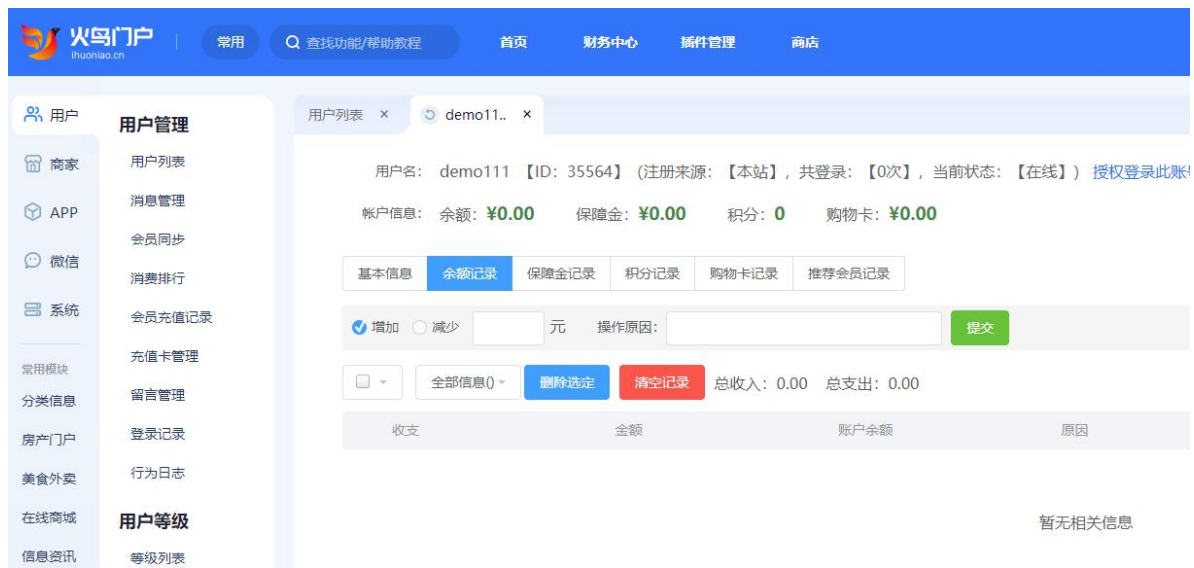 火鸟门户
ihuoniao.cn
常用
查找功能/帮助教程
首页
财务中心
插件管理
商店
用户
商家
APP
微信
系统
常用模块
分类信息
房产门户
美食外卖
在线商城
信息资讯
用户管理
用户列表
消息管理
会员同步
消费排行
会员充值记录
充值卡管理
留言管理
登录记录
行为日志
用户等级
等级列表
用户列表 ×
demo11.. ×
用户名: demo111 【ID: 35564】 (注册来源: 【本站】, 共登录: 【0次】, 当前状态: 【在线】) 授权登录此账
帐户信息: 余额: ¥0.00 保障金: ¥0.00 积分: 0 购物卡: ¥0.00
基本信息 余额记录 保障金记录 积分记录 购物卡记录 推荐会员记录
增加 减少 元 操作原因: 提交
全部信息() 删除选定 清空记录 总收入: 0.00 总支出: 0.00
收支 金额 账户余额 原因
暂无相关信息